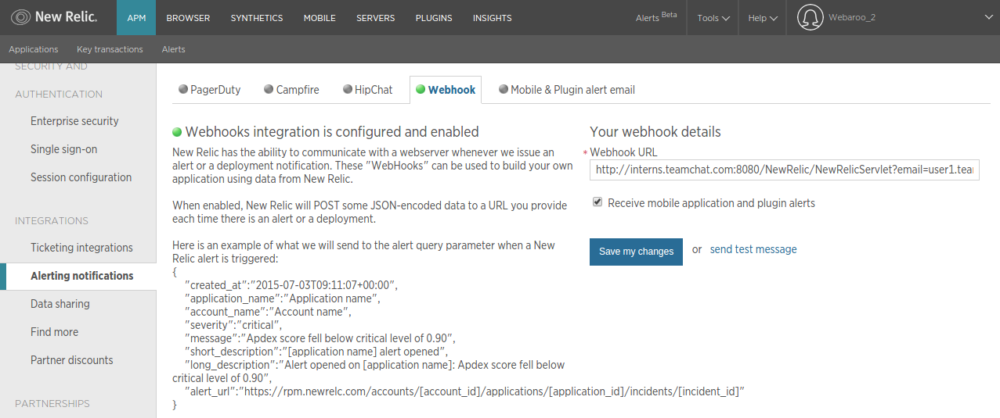 New Relic.
APM
BROWSER
SYNTHETICS
MOBILE
SERVERS
PLUGINS
INSIGHTS
Alerts Beta
Tools
Help
Webaroo_2
Applications
Key transactions
Alerts
SECURITY AND
AUTHENTICATION
Enterprise security
Single sign-on
Session configuration
INTEGRATIONS
Ticketing integrations
Alerting notifications
Data sharing
Find more
Partner discounts
PARTNERSHIPS
PagerDuty
Campfire
HipChat
Webhook
Mobile & Plugin alert email
Webhooks integration is configured and enabled
New Relic has the ability to communicate with a webserver whenever we issue an
alert or a deployment notification. These "WebHooks" can be used to build your own
application using data from New Relic.
When enabled, New Relic will POST some JSON-encoded data to a URL you provide
each time there is an alert or a deployment.
Here is an example of what we will send to the alert query parameter when a New
Relic alert is triggered:
{
"created_at":"2015-07-03T09:11:07+00:00",
"application_name":"Application name",
"account_name":"Account name",
"severity":"critical",
"message":"Apdex score fell below critical level of 0.90",
"short_description":"[application name] alert opened",
"long_description":"Alert opened on [application name]: Apdex score fell below
critical level of 0.90",
"alert_url":"https://rpm.newrelc.com/accounts/[account_id]/applications/[application_id]/incidents/[incident_id]"
}
Your webhook details
* Webhook URL
http://interns.teamchat.com:8080/NewRelic/NewRelicServlet?email=user1.tea
Receive mobile application and plugin alerts
Save my changes
or
send test message